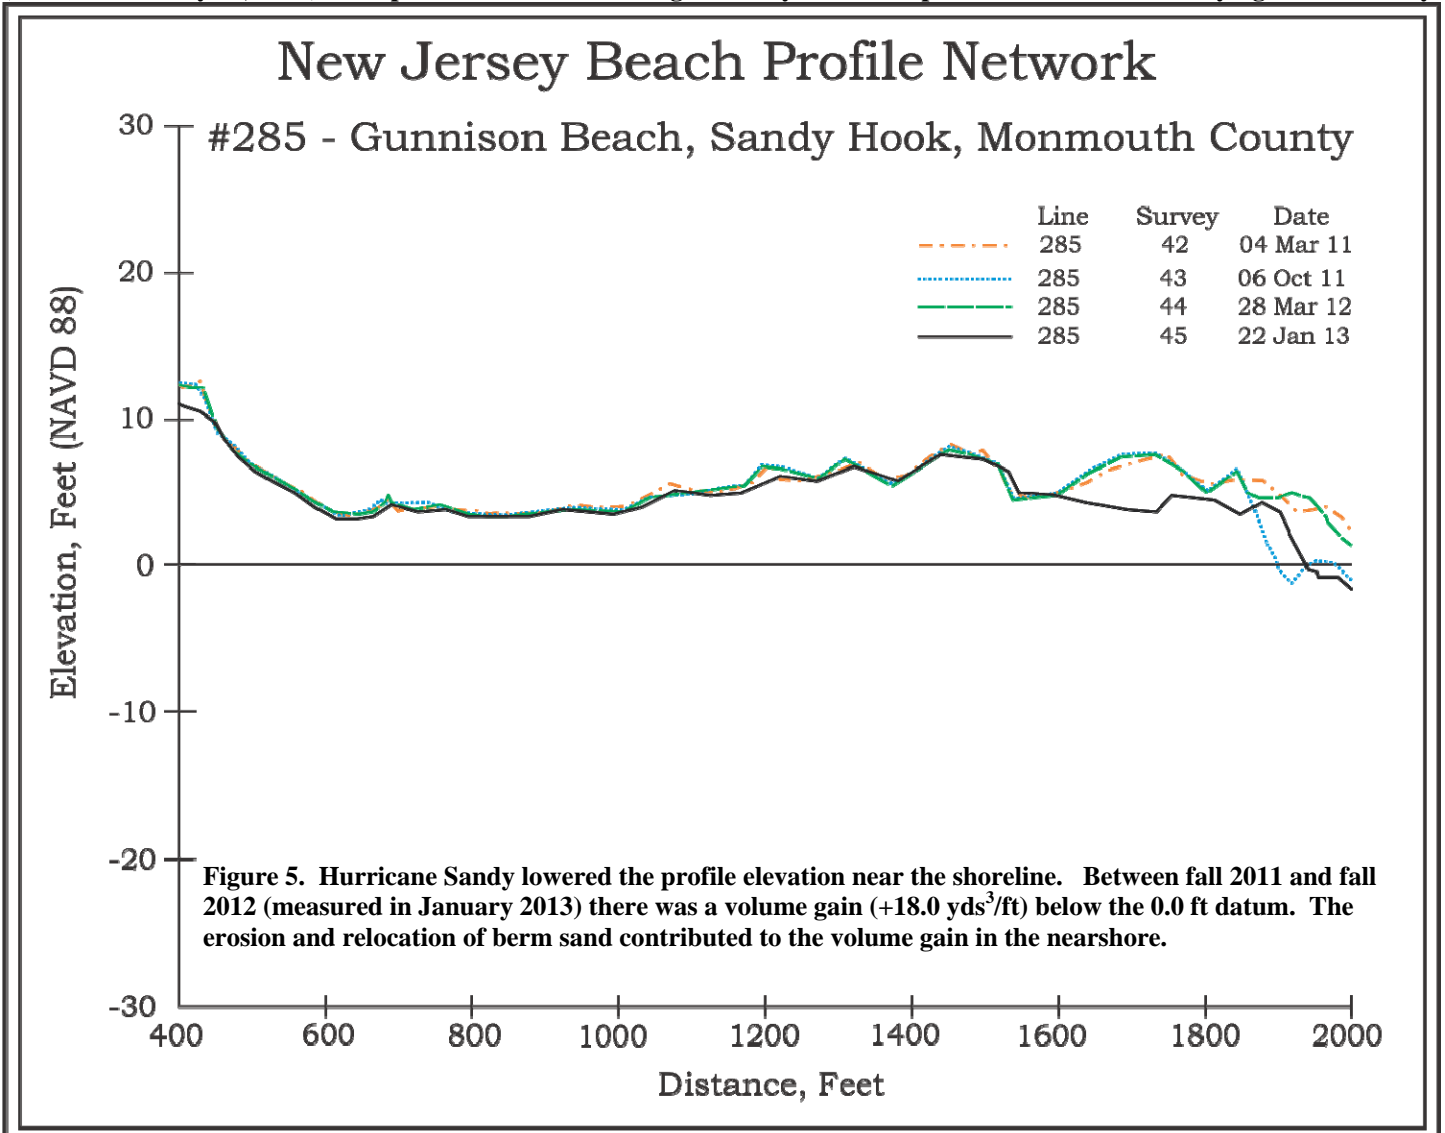 New Jersey Beach Profile Network
#285 - Gunnison Beach, Sandy Hook, Monmouth County
Line Survey Date
285 42 04 Mar 11
285 43 06 Oct 11
285 44 28 Mar 12
285 45 22 Jan 13
Elevation, Feet (NAVD 88)
30
20
10
0
-10
-20
-30
Figure 5. Hurricane Sandy lowered the profile elevation near the shoreline. Between fall 2011 and fall
2012 (measured in January 2013) there was a volume gain (+18.0 yds³/ft) below the 0.0 ft datum. The
erosion and relocation of berm sand contributed to the volume gain in the nearshore.
400 600 800 1000 1200 1400 1600 1800 2000
Distance, Feet